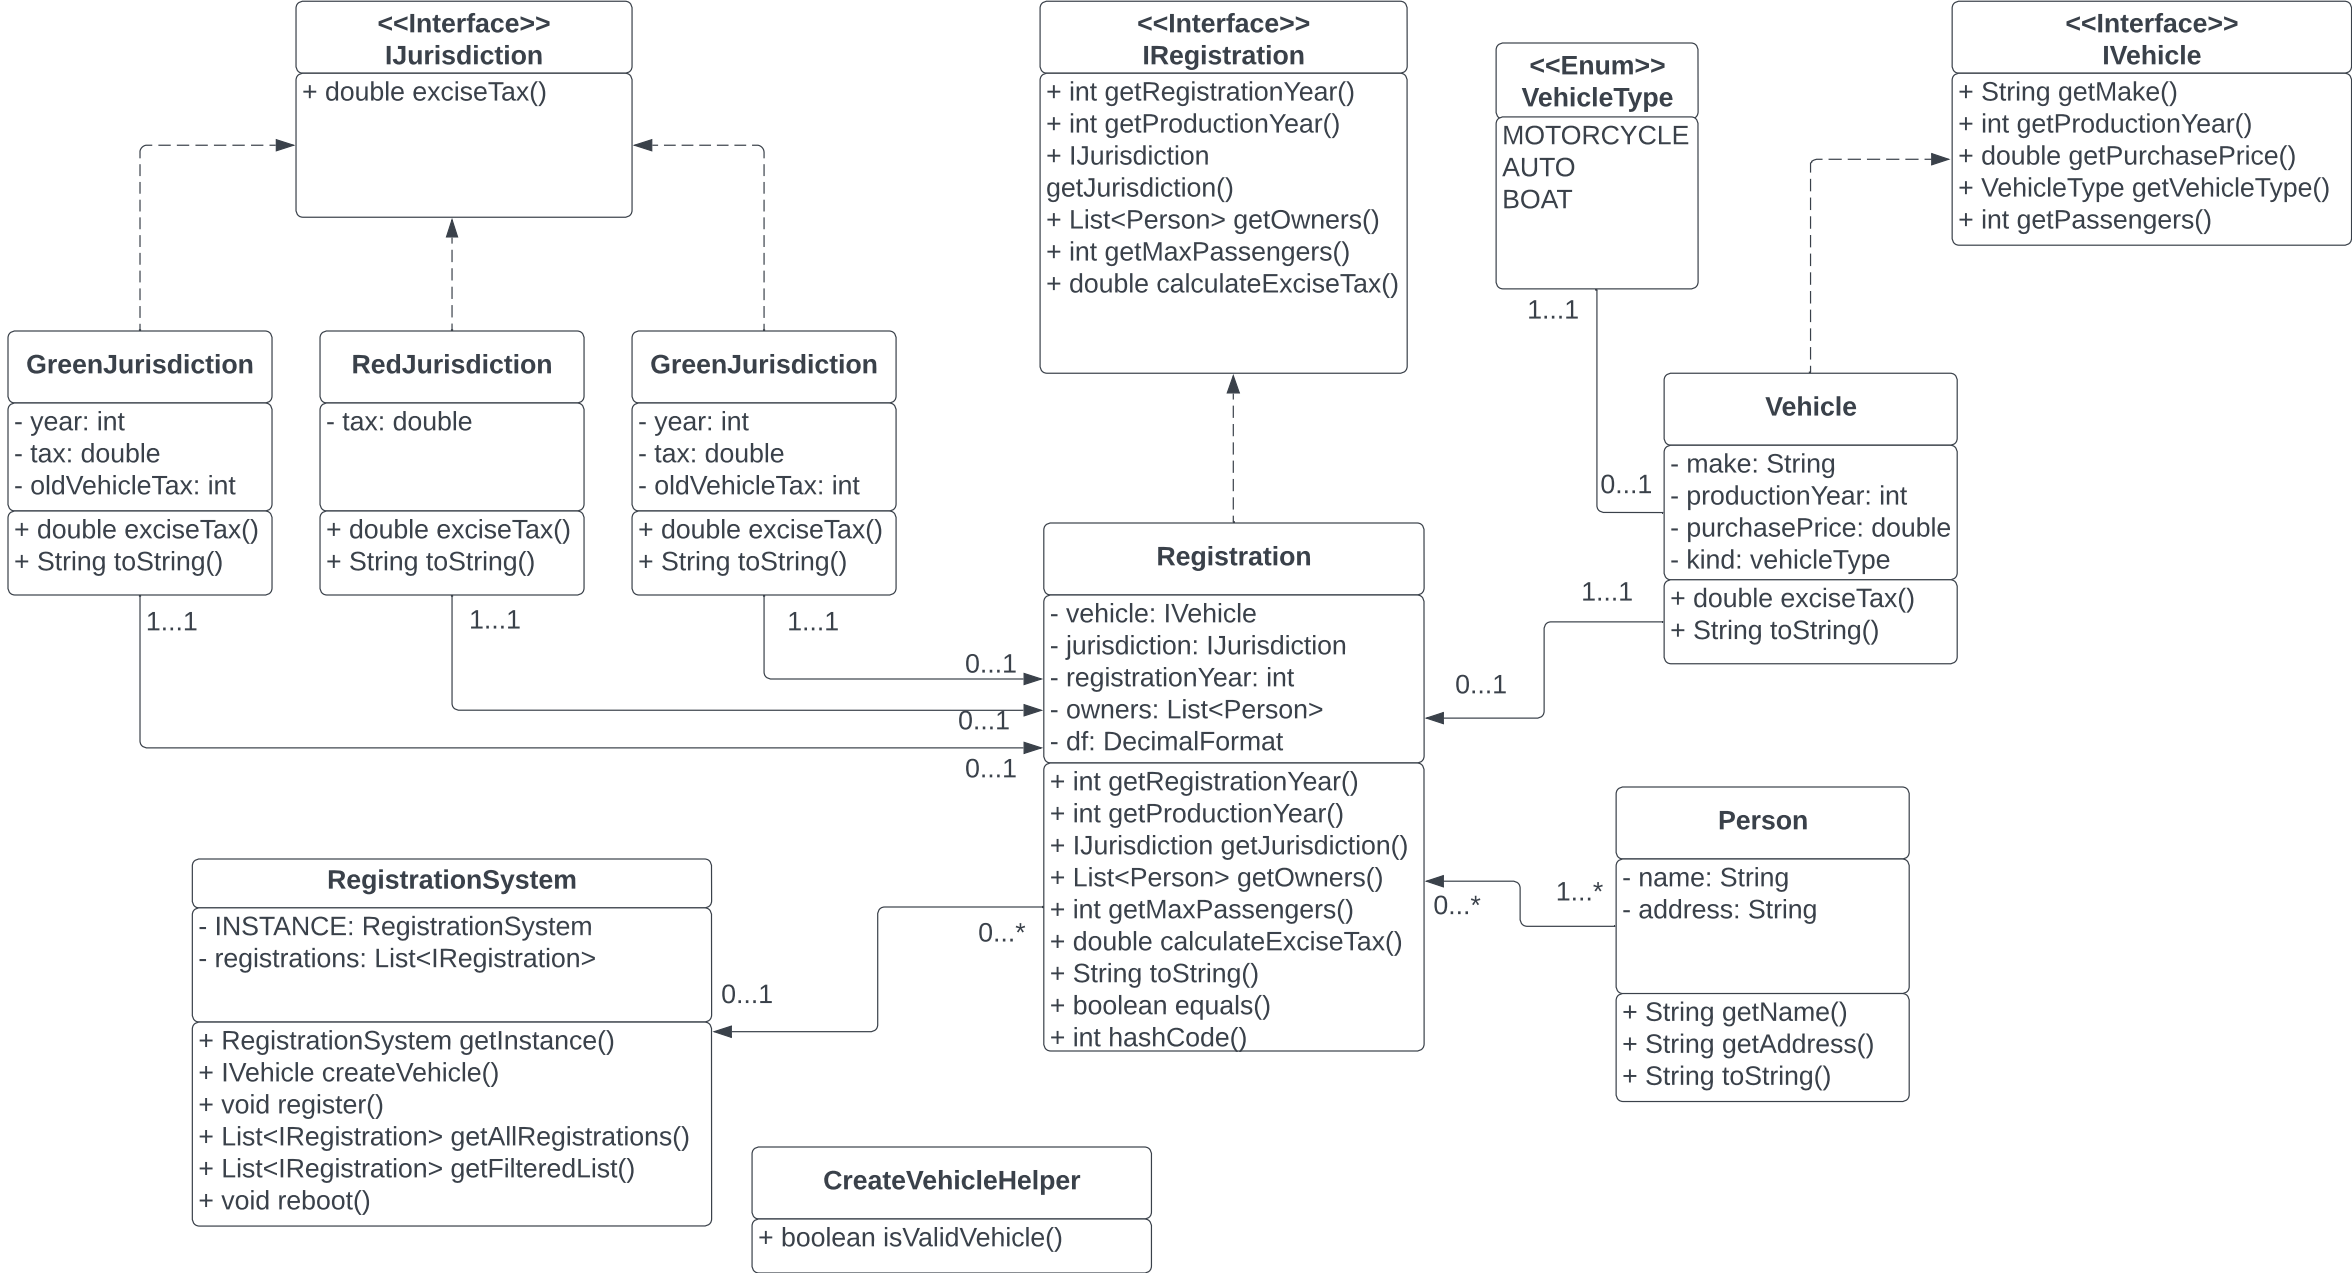 <<Interface>>
IJurisdiction
+ double exciseTax()
<<Interface>>
IRegistration
+ int getRegistrationYear()
+ int getProductionYear()
+ IJurisdiction
getJurisdiction()
+ List<Person> getOwners()
+ int getMaxPassengers()
+ double calculateExciseTax()
<<Enum>>
VehicleType
MOTORCYCLE
AUTO
BOAT
<<Interface>>
IVehicle
+ String getMake()
+ int getProductionYear()
+ double getPurchasePrice()
+ VehicleType getVehicleType()
+ int getPassengers()
1...1
0...1
GreenJurisdiction
- year: int
- tax: double
- oldVehicleTax: int
+ double exciseTax()
+ String toString()
1...1
RedJurisdiction
- tax: double
+ double exciseTax()
+ String toString()
1...1
GreenJurisdiction
- year: int
- tax: double
- oldVehicleTax: int
+ double exciseTax()
+ String toString()
1...1
0...1
0...1
0...1
Registration
- vehicle: IVehicle
- jurisdiction: IJurisdiction
- registrationYear: int
- owners: List<Person>
- df: DecimalFormat
+ int getRegistrationYear()
+ int getProductionYear()
+ IJurisdiction getJurisdiction()
+ List<Person> getOwners()
+ int getMaxPassengers()
+ double calculateExciseTax()
+ String toString()
+ boolean equals()
+ int hashCode()
Vehicle
- make: String
- productionYear: int
- purchasePrice: double
- kind: vehicleType
+ double exciseTax()
+ String toString()
1...1
0...1
Person
- name: String
- address: String
+ String getName()
+ String getAddress()
+ String toString()
1...*
0...*
RegistrationSystem
- INSTANCE: RegistrationSystem
- registrations: List<IRegistration>
+ RegistrationSystem getInstance()
+ IVehicle createVehicle()
+ void register()
+ List<IRegistration> getAllRegistrations()
+ List<IRegistration> getFilteredList()
+ void reboot()
0...*
0...1
CreateVehicleHelper
+ boolean isValidVehicle()